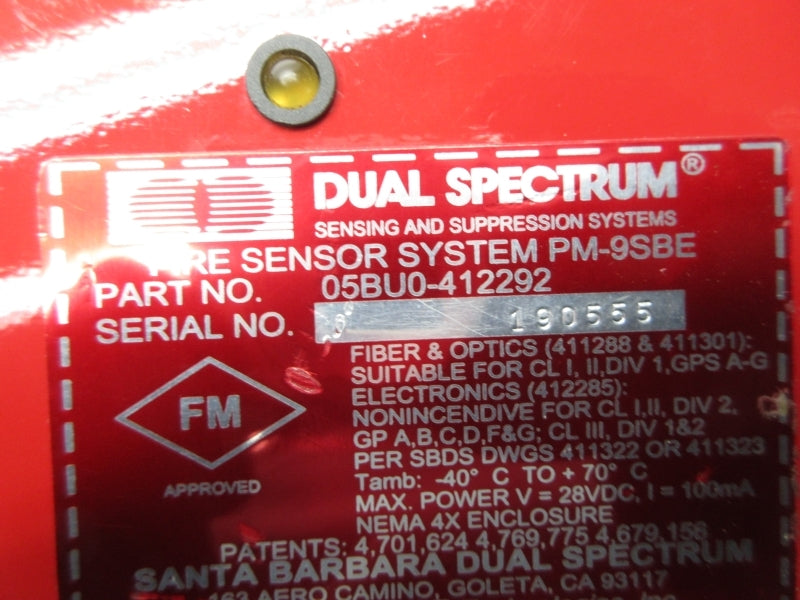 DUAL SPECTRUM®
SENSING AND SUPPRESSION SYSTEMS
FIRE SENSOR SYSTEM PM-9SBE
PART NO. 05BU0-412292
SERIAL NO. 190555
FIBER & OPTICS (411288 & 411301):
SUITABLE FOR CL I, II,DIV 1,GPS A-G
ELECTRONICS (412285):
NONINCENDIVE FOR CL I,II, DIV 2,
GP A,B,C,D,F&G; CL III, DIV 1&2
PER SBDS DWGS 411322 OR 411323
Tamb: -40° C TO + 70° C
MAX. POWER V = 28VDC, I = 100mA
NEMA 4X ENCLOSURE
FM
APPROVED
PATENTS: 4,701,624 4,769,775 4,679,156
SANTA BARBARA DUAL SPECTRUM
163 AERO CAMINO, GOLETA, CA 93117
Inc.